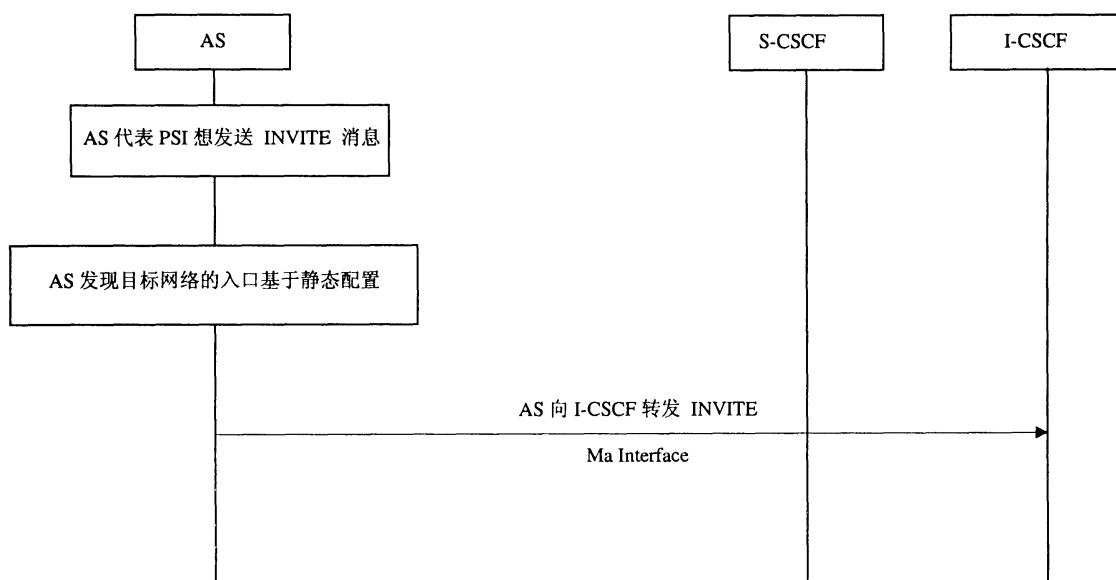 AS
S-CSCF
I-CSCF
AS 代表 PSI 想发送 INVITE 消息
AS 发现目标网络的入口基于静态配置
AS 向 I-CSCF 转发 INVITE
Ma Interface